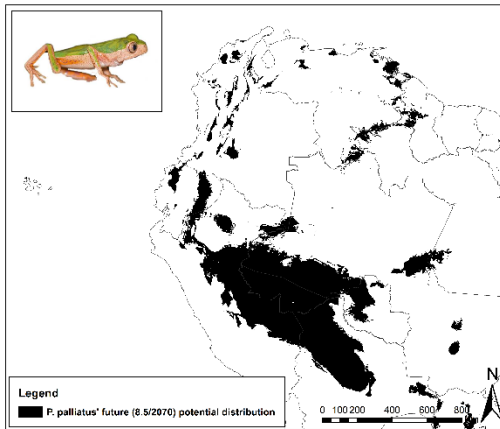 N
Legend
P. palliatus' future (8.5/2070) potential distribution
0 100 200 400 600 800